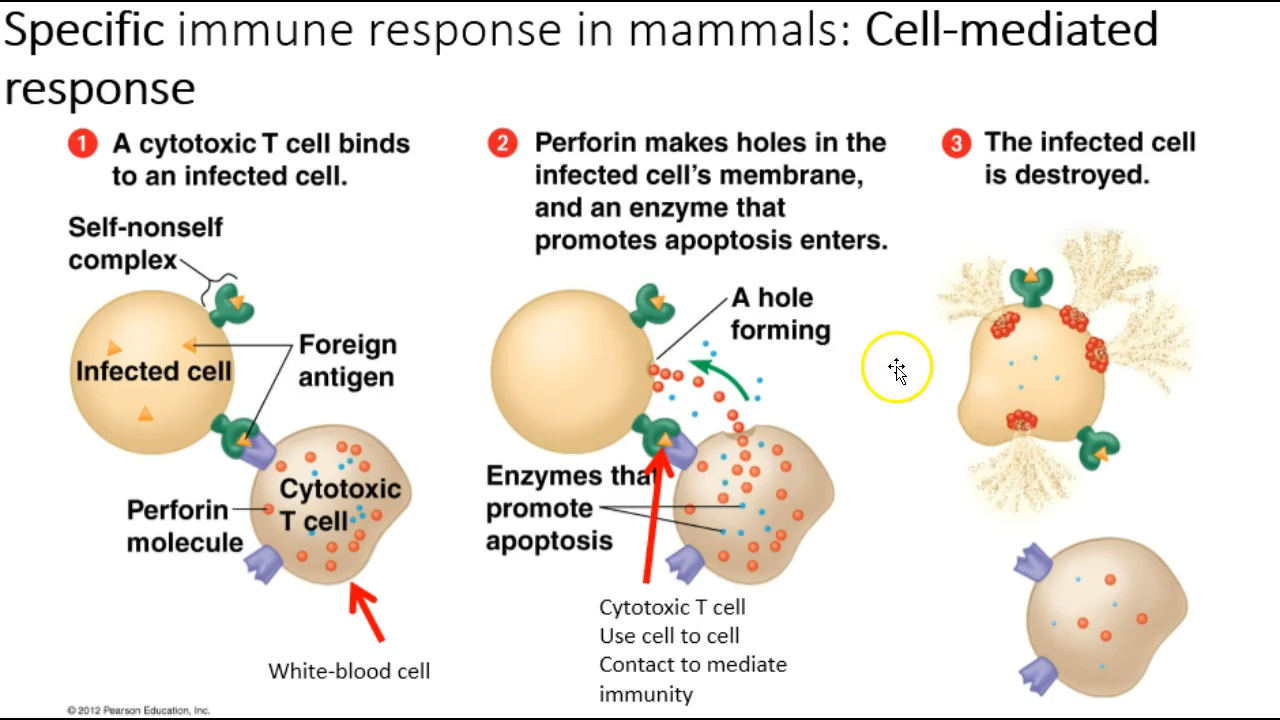 Specific immune response in mammals: Cell-mediated
response
1 A cytotoxic T cell binds
to an infected cell.
2 Perforin makes holes in the
infected cell's membrane,
and an enzyme that
promotes apoptosis enters.
3 The infected cell
is destroyed.
Self-nonself
complex
Infected cell
Foreign
antigen
Perforin
molecule
Cytotoxic
T cell
White-blood cell
A hole
forming
Enzymes that
promote
apoptosis
Cytotoxic T cell
Use cell to cell
Contact to mediate
immunity
© 2012 Pearson Education, Inc.